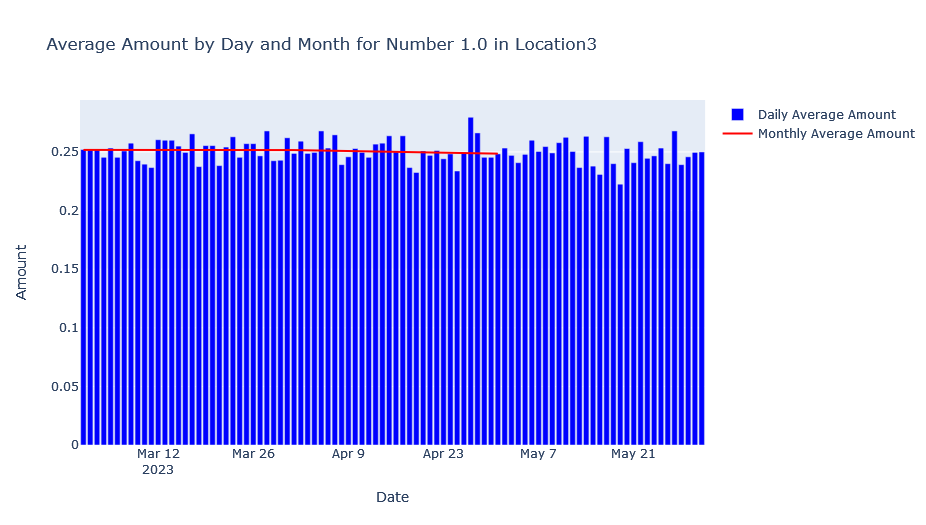 Average Amount by Day and Month for Number 1.0 in Location3
Daily Average Amount
Monthly Average Amount
0.25
0.2
0.15
0.1
0.05
0
Amount
Mar 12
2023
Mar 26
Apr 9
Apr 23
May 7
May 21
Date